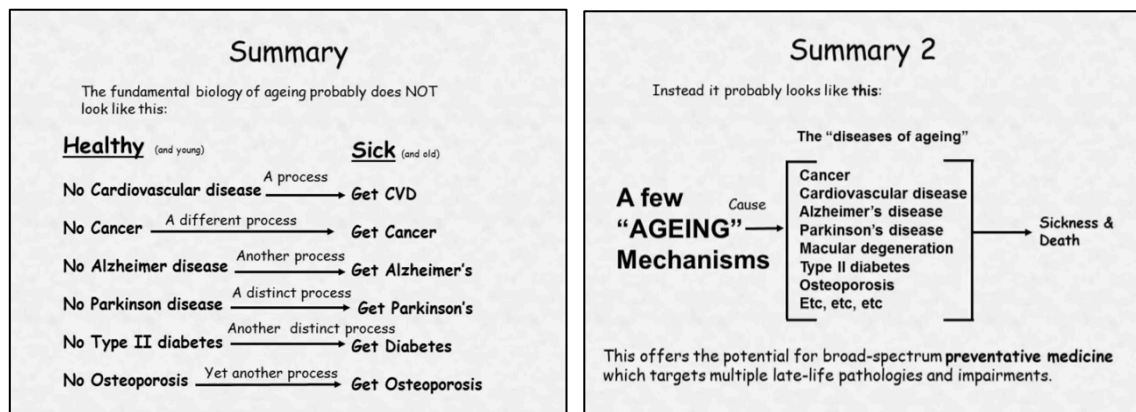 Summary
The fundamental biology of ageing probably does NOT
look like this:
Healthy (and young) Sick (and old)
No Cardiovascular disease A process Get CVD
No Cancer A different process Get Cancer
No Alzheimer disease Another process Get Alzheimer's
No Parkinson disease A distinct process Get Parkinson's
No Type II diabetes Another distinct process Get Diabetes
No Osteoporosis Yet another process Get Osteoporosis
Summary 2
Instead it probably looks like this:
The "diseases of ageing"
A few
"AGEING"
Mechanisms
Cause
Cancer
Cardiovascular disease
Alzheimer's disease
Parkinson's disease
Macular degeneration
Type II diabetes
Osteoporosis
Etc, etc, etc
Sickness &
Death
This offers the potential for broad-spectrum preventative medicine
which targets multiple late-life pathologies and impairments.